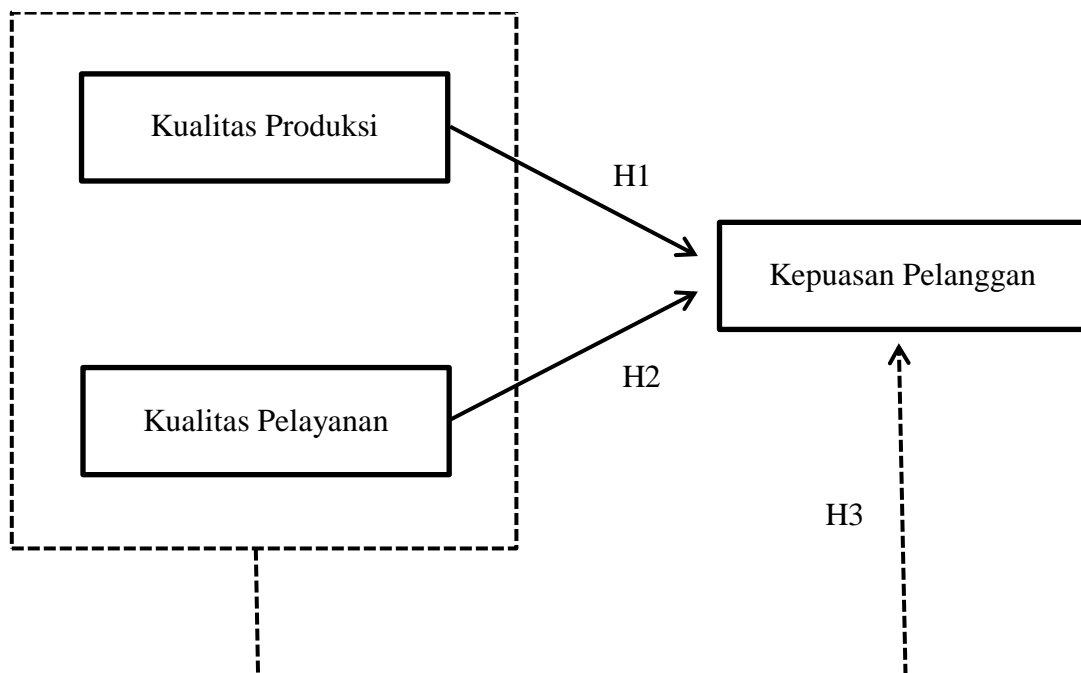 Kualitas Produksi
H1
Kepuasan Pelanggan
H2
Kualitas Pelayanan
H3